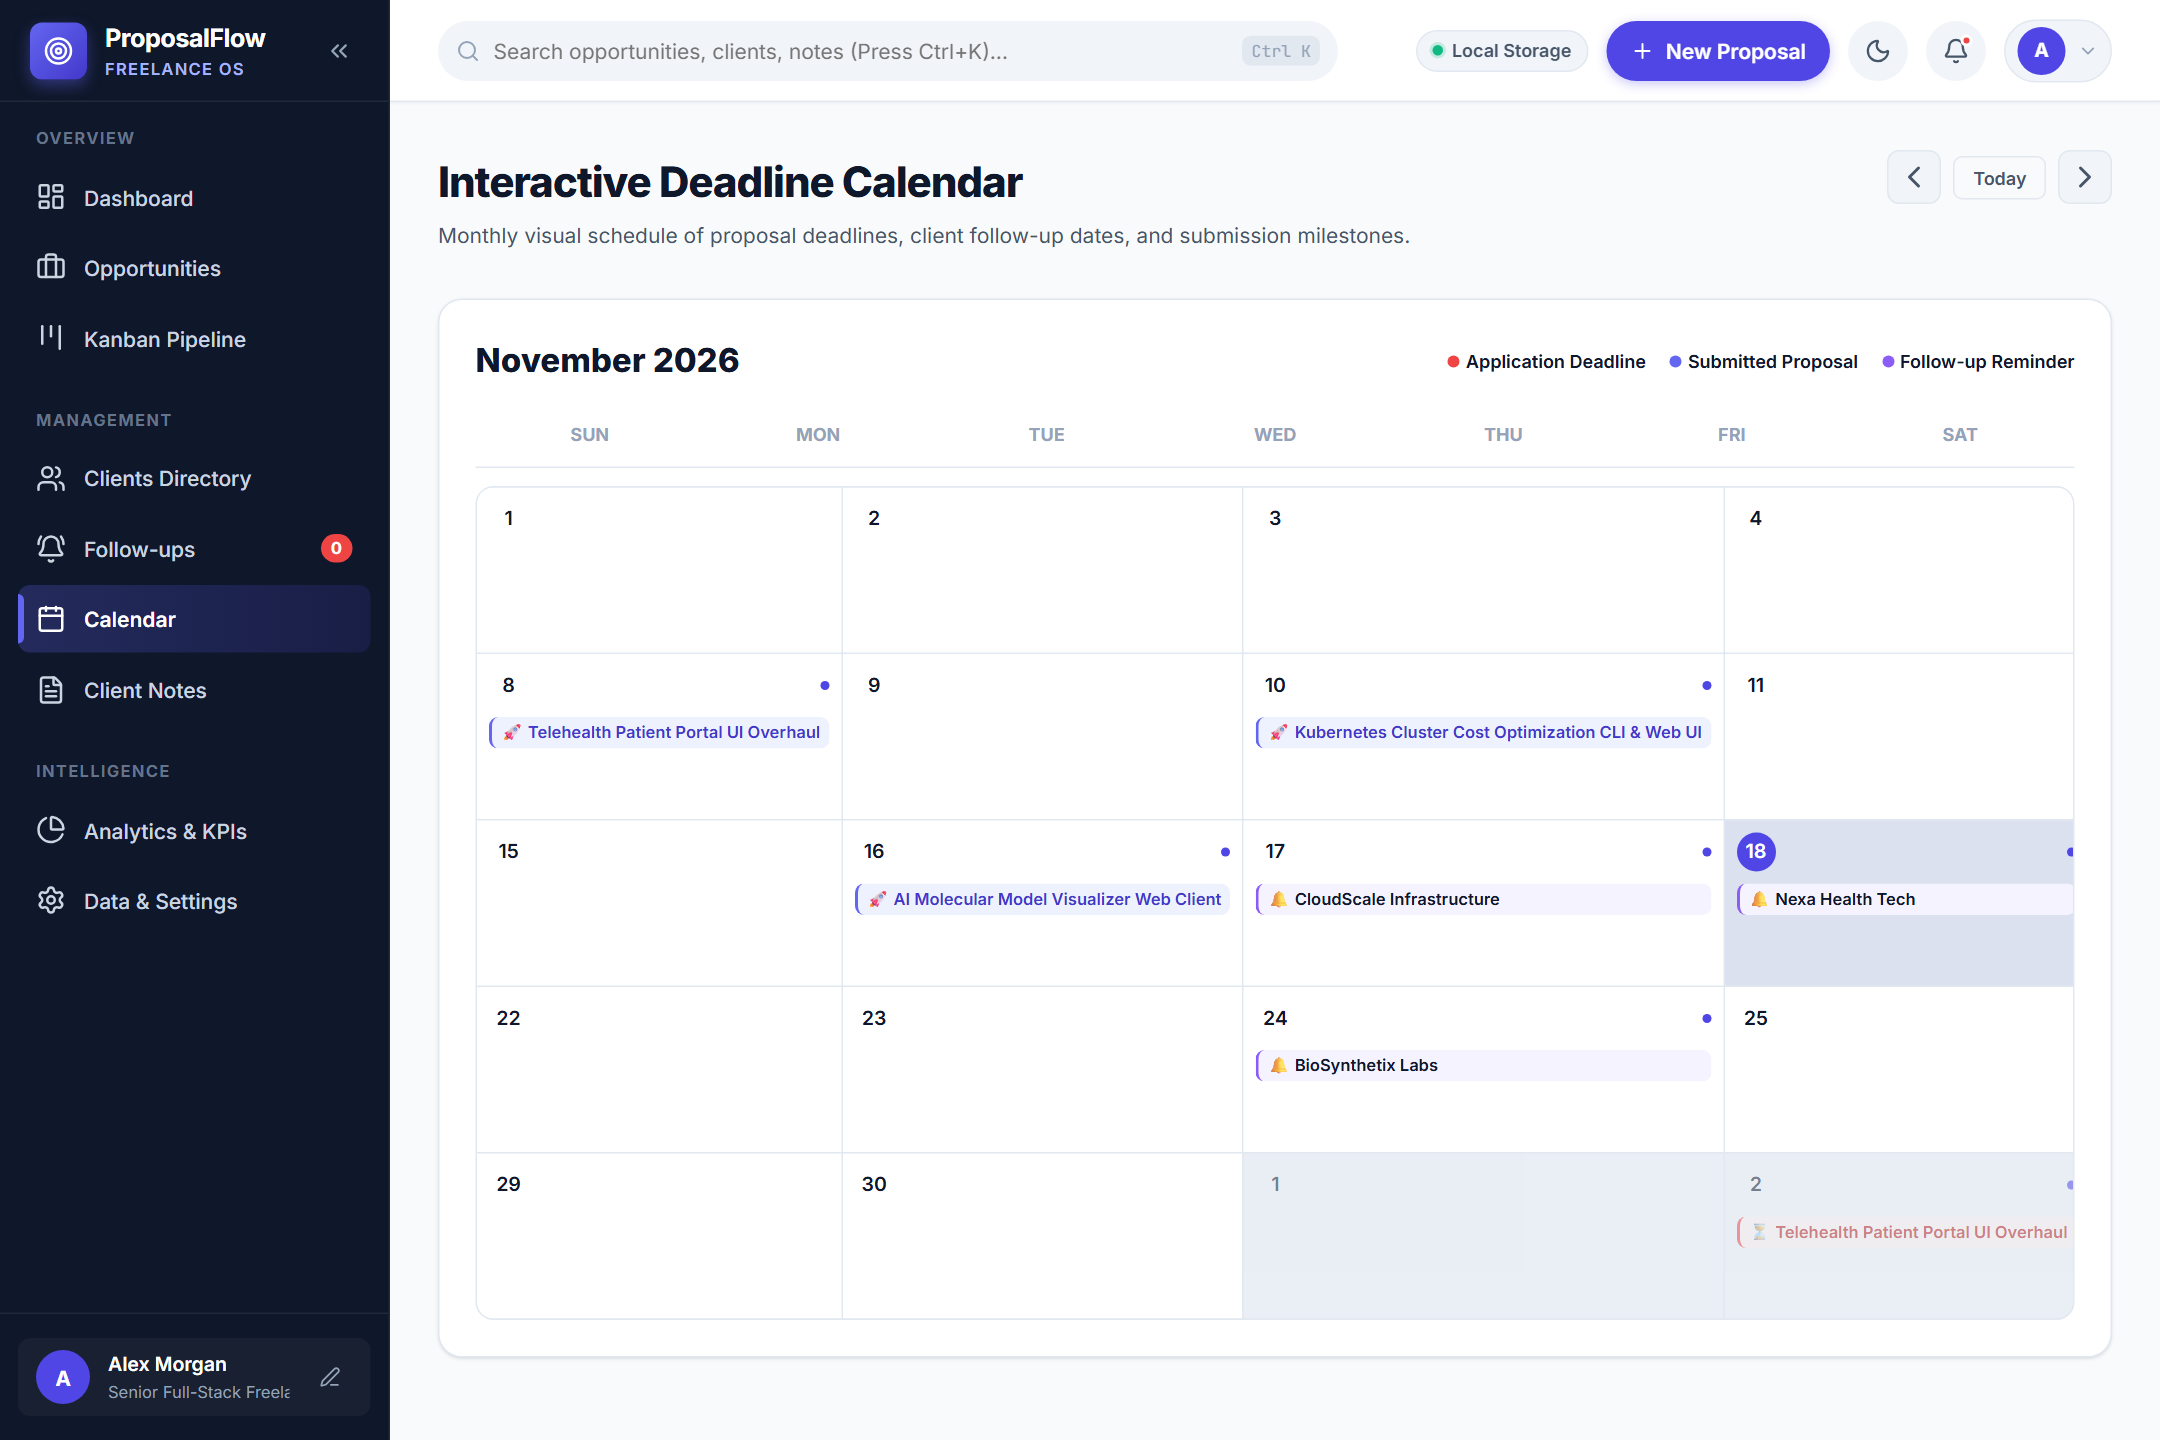 ProposalFlow
FREELANCE OS
Search opportunities, clients, notes (Press Ctrl+K)...
Ctrl K
Local Storage
New Proposal
A
OVERVIEW
Dashboard
Opportunities
Kanban Pipeline
MANAGEMENT
Clients Directory
Follow-ups
0
Calendar
Client Notes
INTELLIGENCE
Analytics & KPIs
Data & Settings
A
Alex Morgan
Senior Full-Stack Freela
Interactive Deadline Calendar
Monthly visual schedule of proposal deadlines, client follow-up dates, and submission milestones.
Today
November 2026
Application Deadline
Submitted Proposal
Follow-up Reminder
SUN MON TUE WED THU FRI SAT
1 2 3 4
8 9 10 11
🚀 Telehealth Patient Portal UI Overhaul
🚀 Kubernetes Cluster Cost Optimization CLI & Web UI
15 16 17 18
🚀 AI Molecular Model Visualizer Web Client
🔔 CloudScale Infrastructure
🔔 Nexa Health Tech
22 23 24 25
🔔 BioSynthetix Labs
29 30 1 2
⏳ Telehealth Patient Portal UI Overhaul